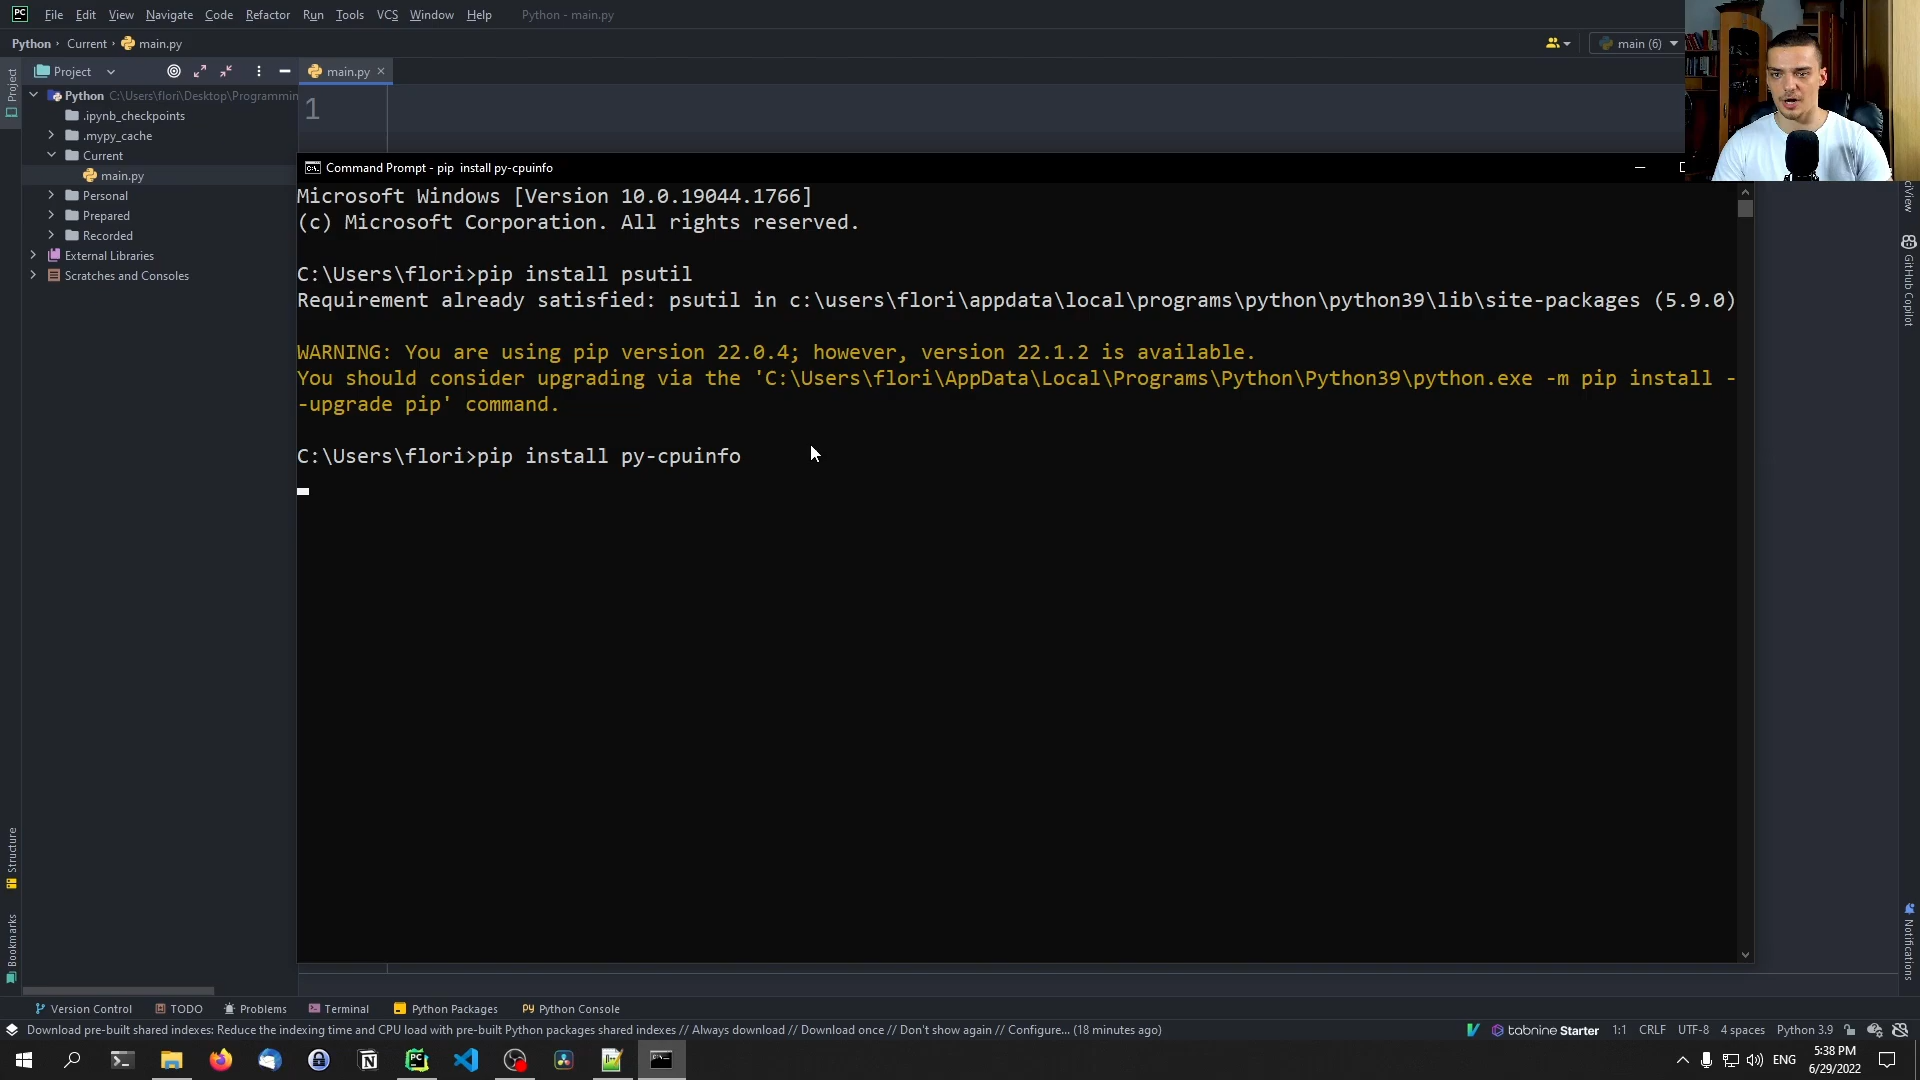 PC File Edit View Navigate Code Refactor Run Tools VCS Window Help Python - main.py
Python Current main.py
main (6)
Project
main.py
Project
Python C:\Users\flori\Desktop\Programmin
1
.ipynb_checkpoints
.mypy_cache
Current
main.py
Personal
Prepared
Recorded
External Libraries
Scratches and Consoles
Command Prompt - pip  install py-cpuinfo
Microsoft Windows [Version 10.0.19044.1766]
(c) Microsoft Corporation. All rights reserved.
C:\Users\flori>pip install psutil
Requirement already satisfied: psutil in c:\users\flori\appdata\local\programs\python\python39\lib\site-packages (5.9.0)
WARNING: You are using pip version 22.0.4; however, version 22.1.2 is available.
You should consider upgrading via the 'C:\Users\flori\AppData\Local\Programs\Python\Python39\python.exe -m pip install -
-upgrade pip' command.
C:\Users\flori>pip install py-cpuinfo
ciView
GitHub Copilot
Notifications
Structure
Bookmarks
Version Control TODO Problems Terminal Python Packages Python Console
Download pre-built shared indexes: Reduce the indexing time and CPU load with pre-built Python packages shared indexes // Always download // Download once // Don't show again // Configure... (18 minutes ago)
tabnine Starter 1:1 CRLF UTF-8 4 spaces Python 3.9
ENG
5:38 PM
6/29/2022